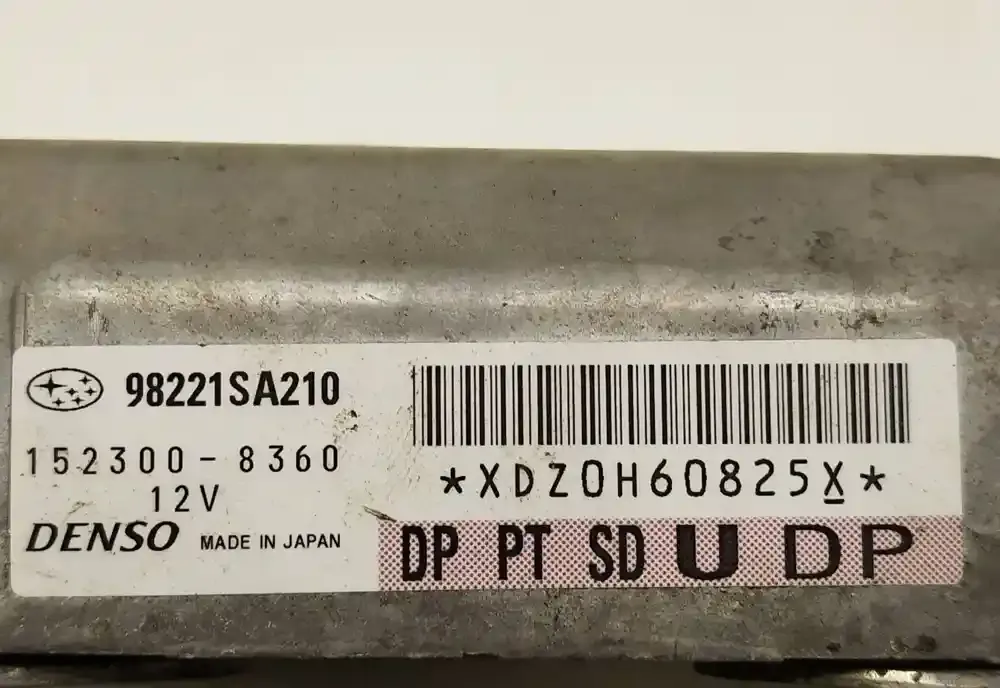 98221SA210
152300-8360
12V
DENSO MADE IN JAPAN
*XDZ0H60825X*
DP PT SD U DP